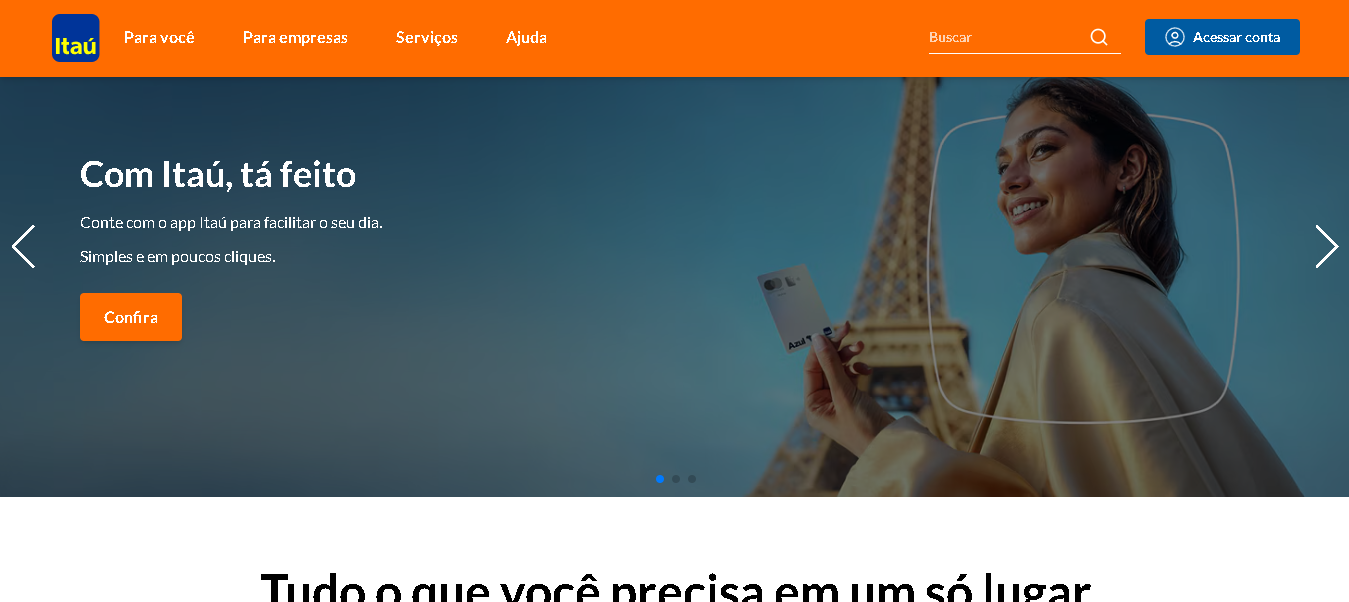 Itaú
Para você
Para empresas
Serviços
Ajuda
Buscar
Acessar conta
Com Itaú, tá feito
Conte com o app Itaú para facilitar o seu dia.
Simples e em poucos cliques.
Confira
Azul
Tudo o que você precisa em um só lugar